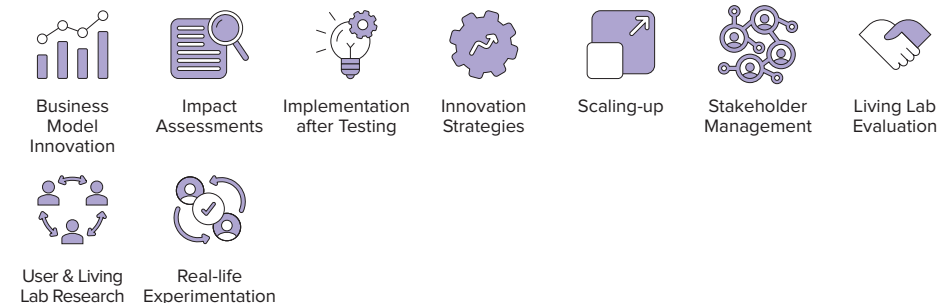 Business
Model
Innovation
Impact
Assessments
Implementation
after Testing
Innovation
Strategies
Scaling-up
Stakeholder
Management
Living Lab
Evaluation
User & Living
Lab Research
Real-life
Experimentation